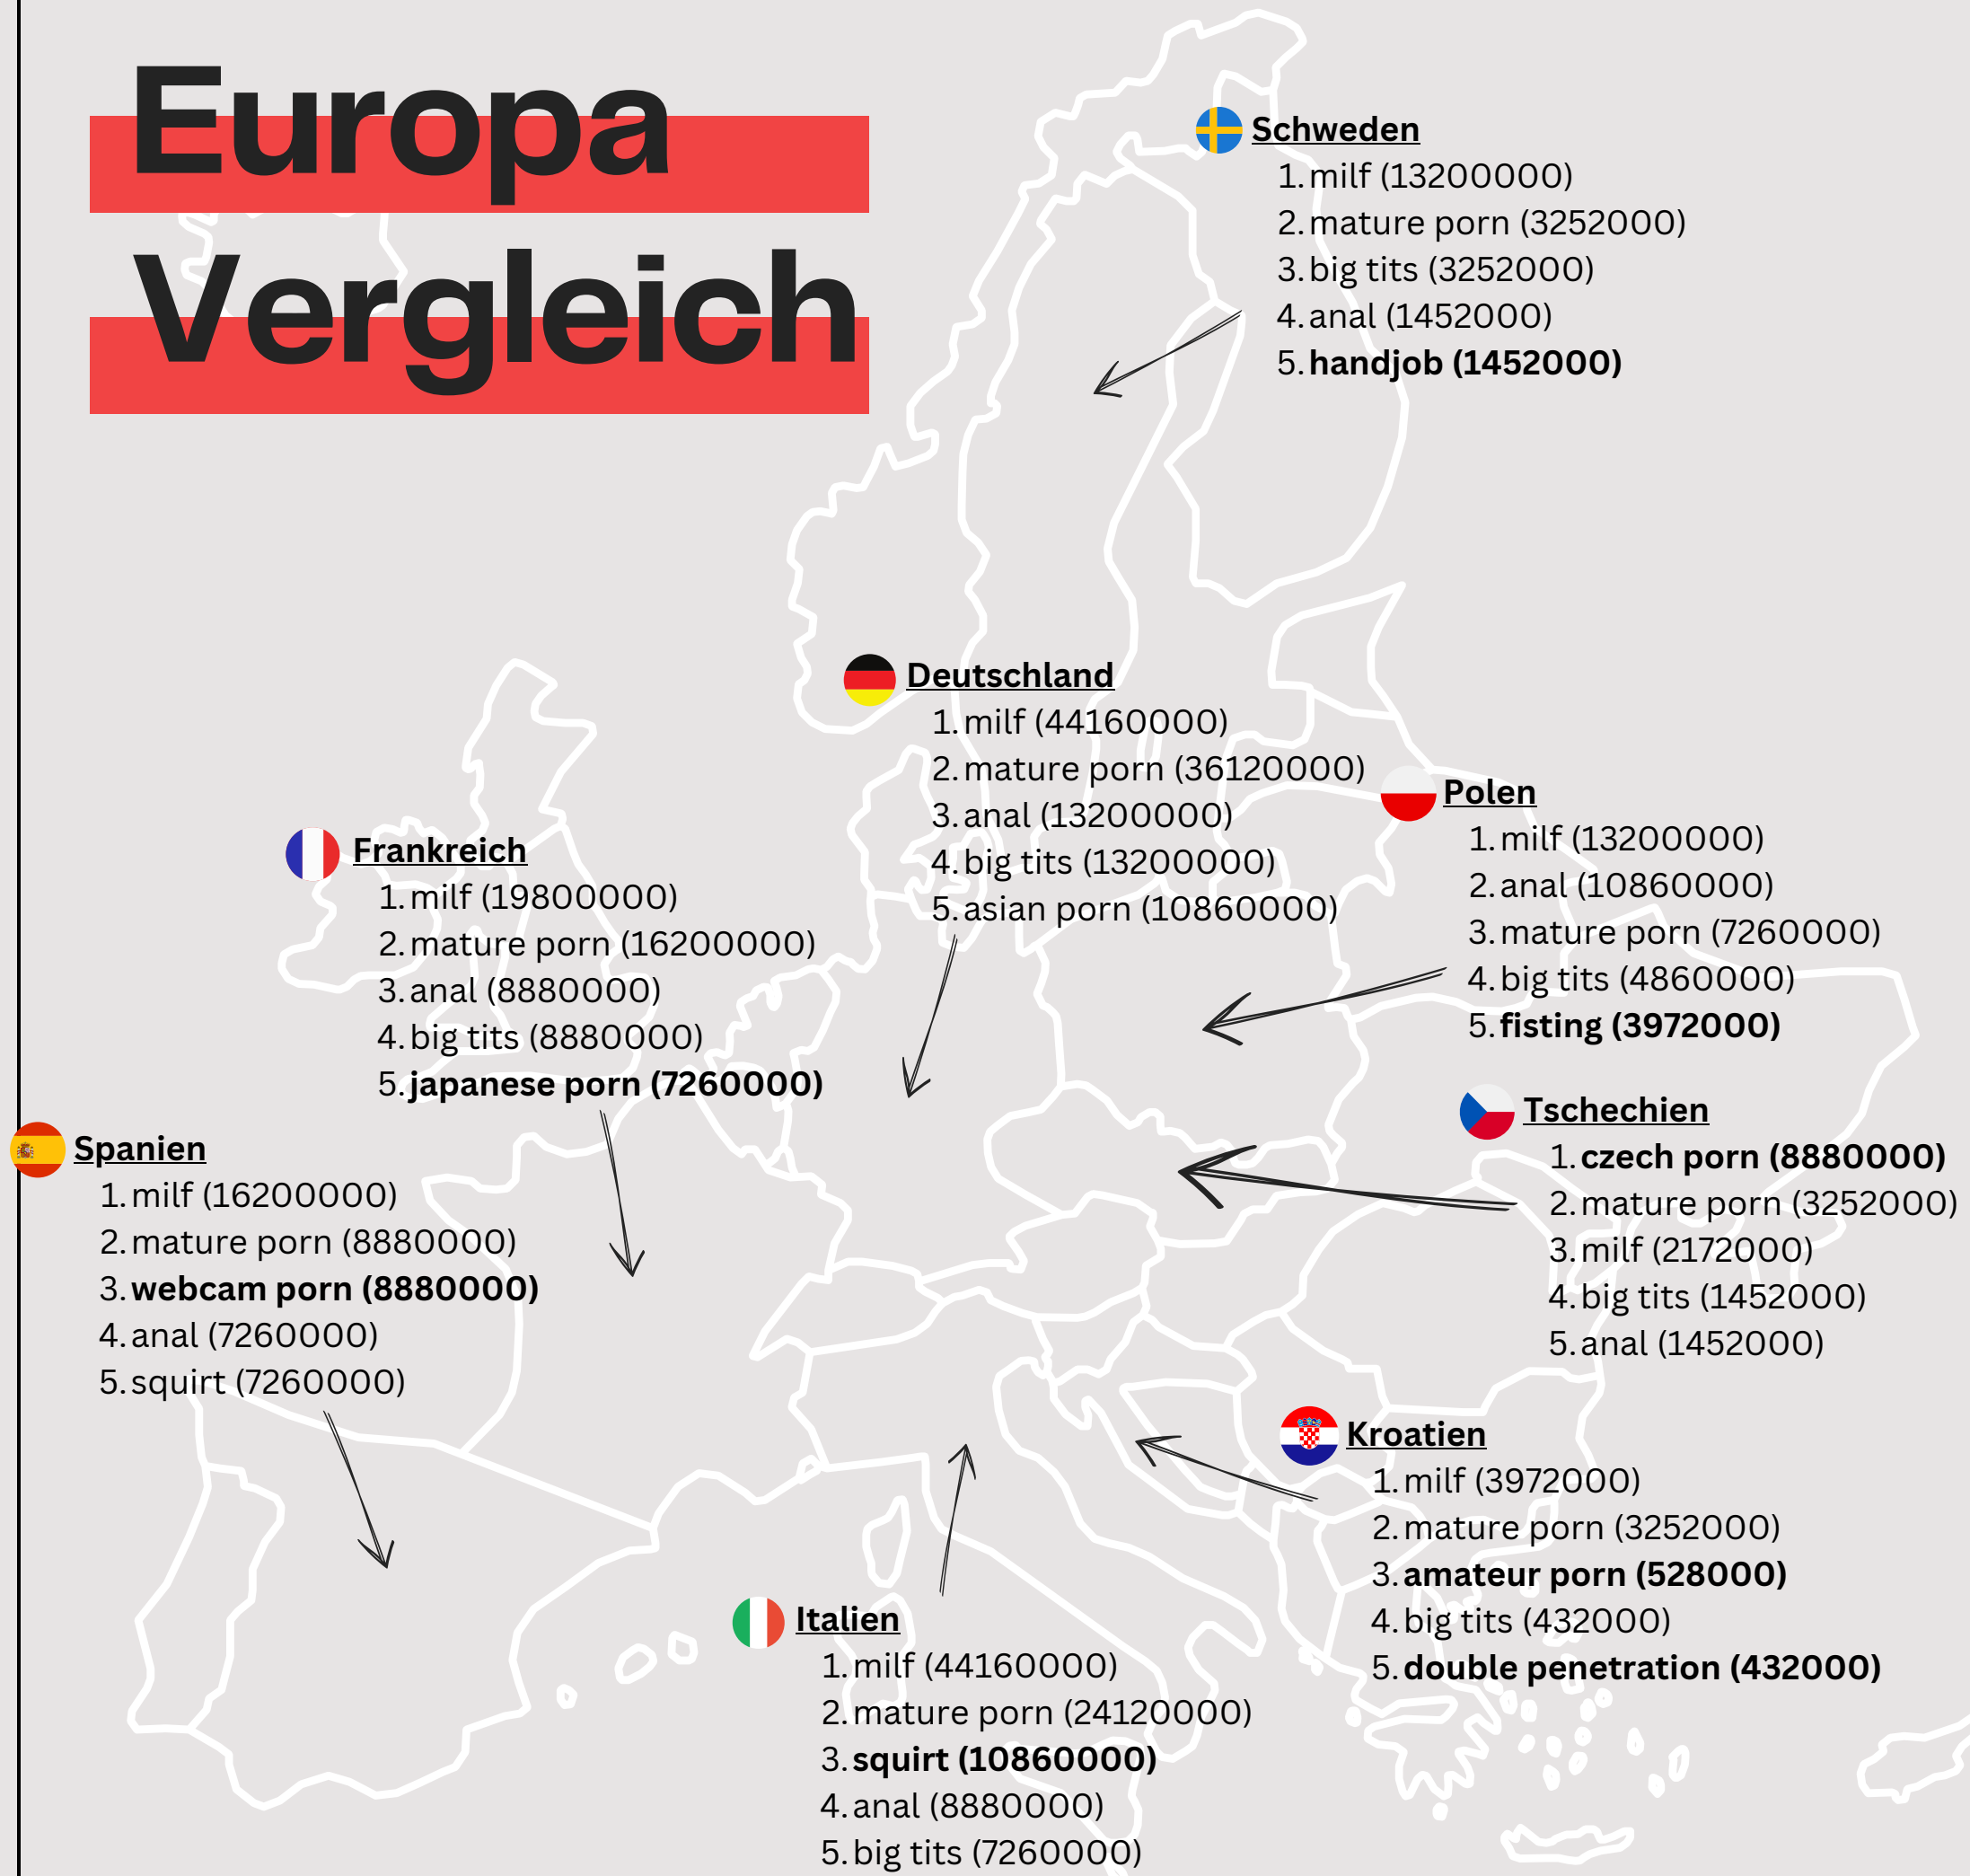 Europa
Vergleich
Schweden
1. milf (13200000)
2. mature porn (3252000)
3. big tits (3252000)
4. anal (1452000)
5. handjob (1452000)
Deutschland
1. milf (44160000)
2. mature porn (36120000)
3. anal (13200000)
4. big tits (13200000)
5. asian porn (10860000)
Polen
1. milf (13200000)
2. anal (10860000)
3. mature porn (7260000)
4. big tits (4860000)
5. fisting (3972000)
Frankreich
1. milf (19800000)
2. mature porn (16200000)
3. anal (8880000)
4. big tits (8880000)
5. japanese porn (7260000)
Tschechien
1. czech porn (8880000)
2. mature porn (3252000)
3. milf (2172000)
4. big tits (1452000)
5. anal (1452000)
Spanien
1. milf (16200000)
2. mature porn (8880000)
3. webcam porn (8880000)
4. anal (7260000)
5. squirt (7260000)
Kroatien
1. milf (3972000)
2. mature porn (3252000)
3. amateur porn (528000)
4. big tits (432000)
5. double penetration (432000)
Italien
1. milf (44160000)
2. mature porn (24120000)
3. squirt (10860000)
4. anal (8880000)
5. big tits (7260000)